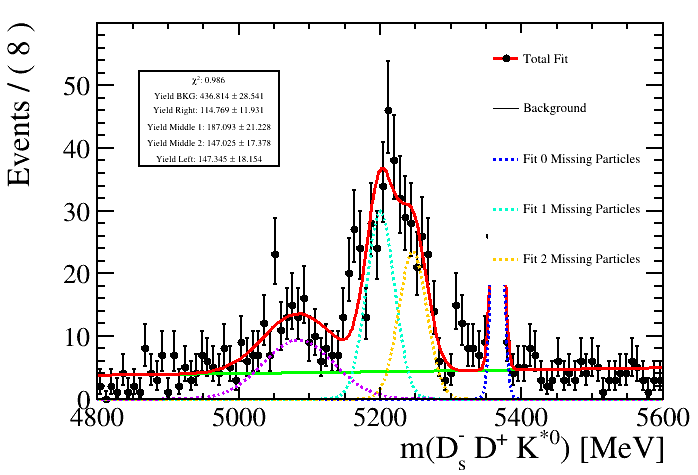 Events / ( 8 )
50
40
30
20
10
0
χ²: 0.986
Yield BKG: 436.814 ± 28.541
Yield Right: 114.769 ± 11.931
Yield Middle 1: 187.093 ± 21.228
Yield Middle 2: 147.025 ± 17.378
Yield Left: 147.345 ± 18.154
Total Fit
Background
Fit 0 Missing Particles
Fit 1 Missing Particles
Fit 2 Missing Particles
4800 5000 5200 5400 5600
m(D_s^- D^+ K^{*0}) [MeV]